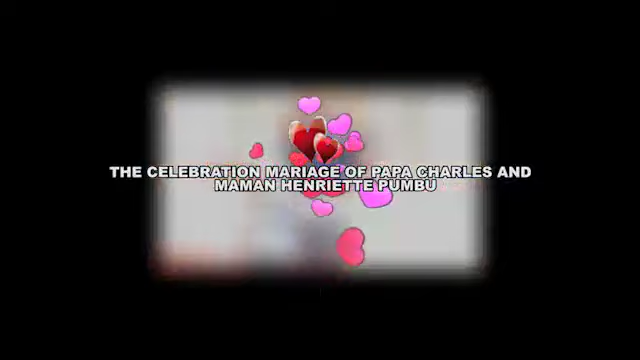 THE CELEBRATION MARIAGE OF PAPA CHARLES AND
MAMAN HENRIETTE PUMBU